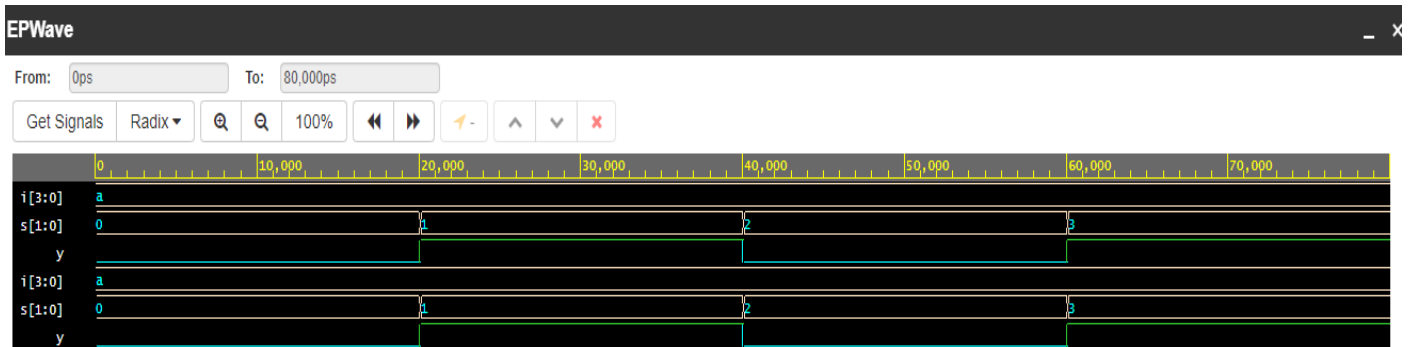 EPWave
From: 0ps To: 80,000ps
Get Signals Radix 100% -
0 10,000 20,000 30,000 40,000 50,000 60,000 70,000
i[3:0] a
s[1:0] 0 1 2 3
y
i[3:0] a
s[1:0] 0 1 2 3
y